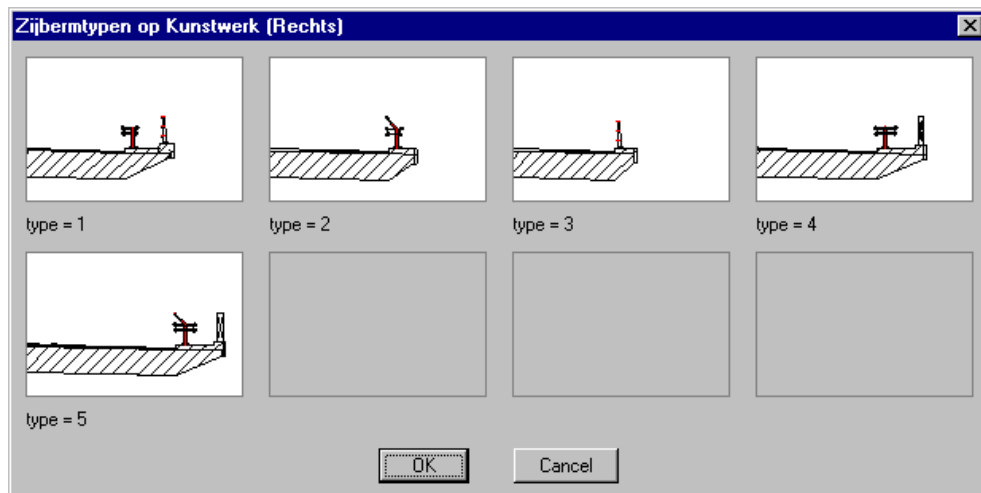 Zijbermtypen op Kunstwerk (Rechts)
type = 1
type = 2
type = 3
type = 4
type = 5
OK
Cancel